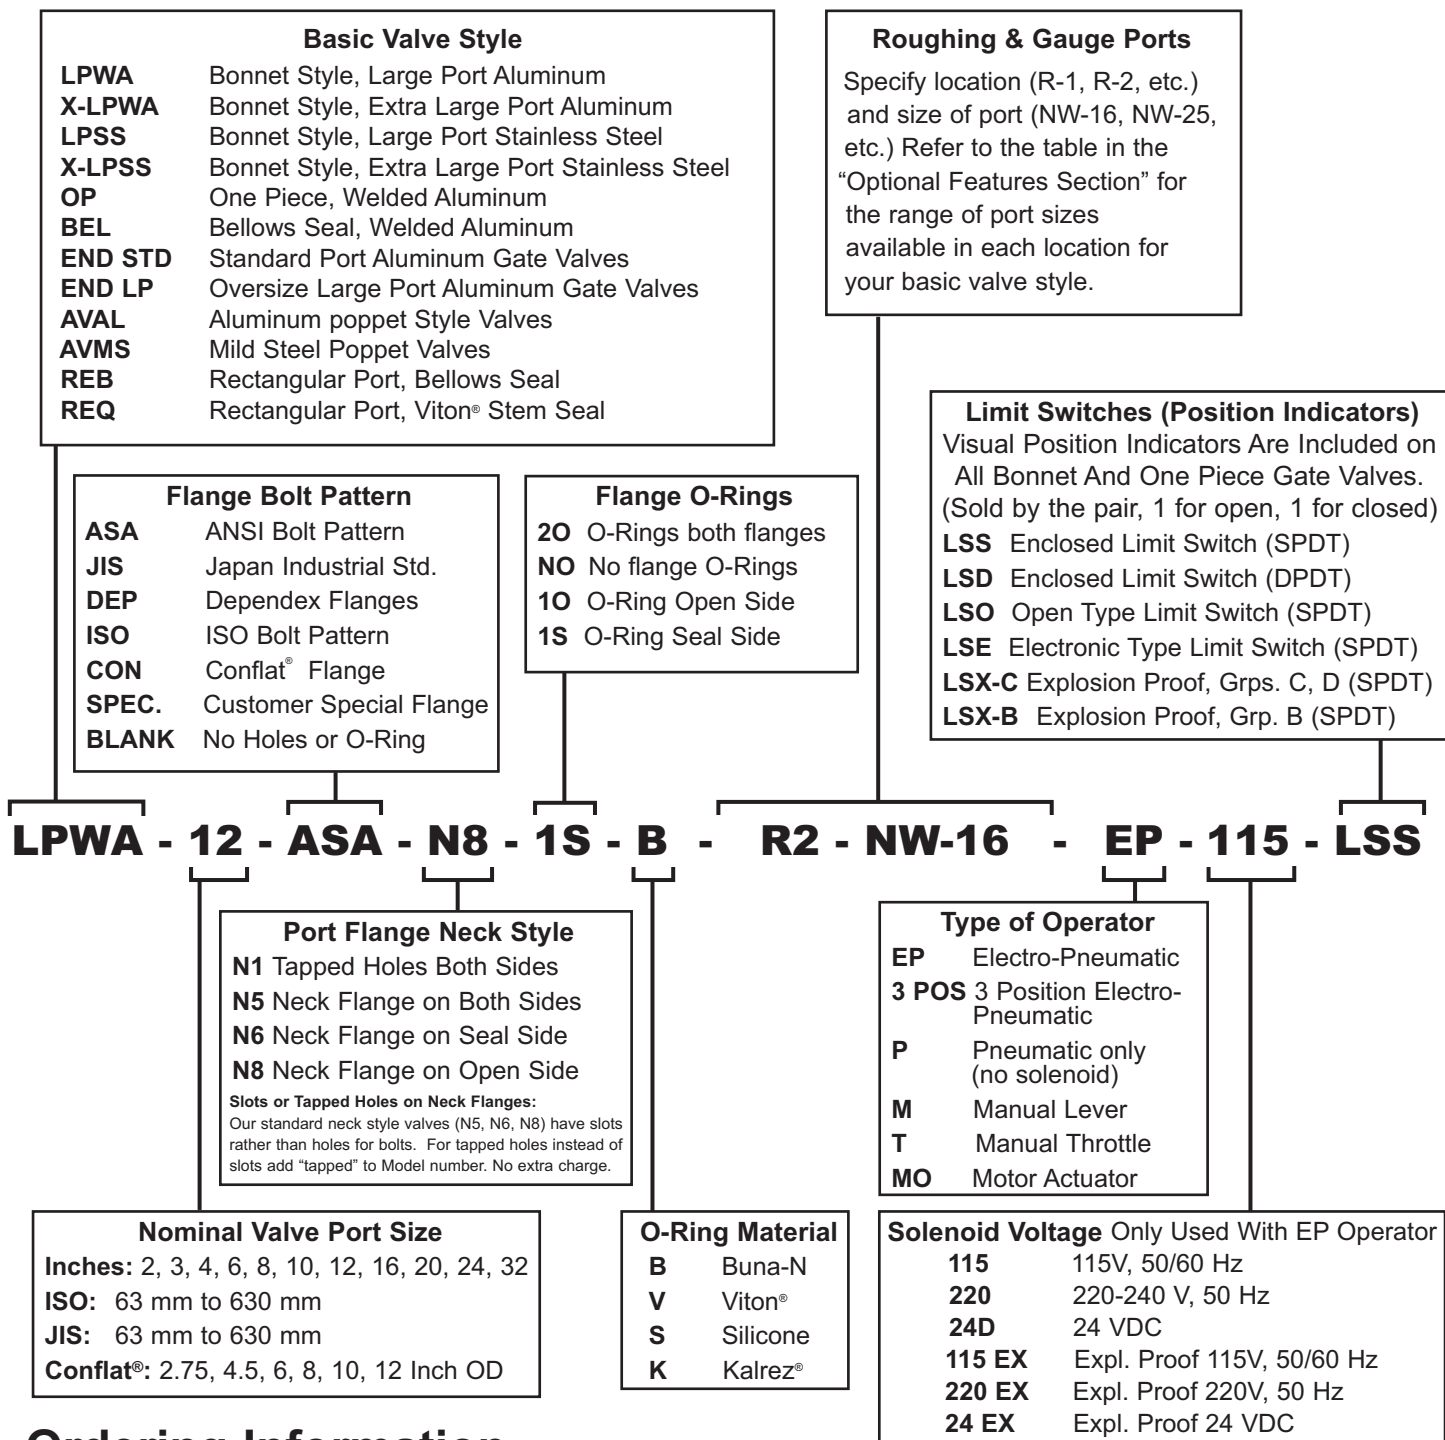 Basic Valve Style
LPWA Bonnet Style, Large Port Aluminum
X-LPWA Bonnet Style, Extra Large Port Aluminum
LPSS Bonnet Style, Large Port Stainless Steel
X-LPSS Bonnet Style, Extra Large Port Stainless Steel
OP One Piece, Welded Aluminum
BEL Bellows Seal, Welded Aluminum
END STD Standard Port Aluminum Gate Valves
END LP Oversize Large Port Aluminum Gate Valves
AVAL Aluminum poppet Style Valves
AVMS Mild Steel Poppet Valves
REB Rectangular Port, Bellows Seal
REQ Rectangular Port, Viton® Stem Seal
Roughing & Gauge Ports
Specify location (R-1, R-2, etc.)
and size of port (NW-16, NW-25,
etc.) Refer to the table in the
“Optional Features Section” for
the range of port sizes
available in each location for
your basic valve style.
Flange Bolt Pattern
ASA ANSI Bolt Pattern
JIS Japan Industrial Std.
DEP Dependex Flanges
ISO ISO Bolt Pattern
CON Conflat® Flange
SPEC. Customer Special Flange
BLANK No Holes or O-Ring
Flange O-Rings
2O O-Rings both flanges
NO No flange O-Rings
1O O-Ring Open Side
1S O-Ring Seal Side
Limit Switches (Position Indicators)
Visual Position Indicators Are Included on
All Bonnet And One Piece Gate Valves.
(Sold by the pair, 1 for open, 1 for closed)
LSS Enclosed Limit Switch (SPDT)
LSD Enclosed Limit Switch (DPDT)
LSO Open Type Limit Switch (SPDT)
LSE Electronic Type Limit Switch (SPDT)
LSX-C Explosion Proof, Grps. C, D (SPDT)
LSX-B Explosion Proof, Grp. B (SPDT)
LPWA - 12 - ASA - N8 - 1S - B - R2 - NW-16 - EP - 115 - LSS
Port Flange Neck Style
N1 Tapped Holes Both Sides
N5 Neck Flange on Both Sides
N6 Neck Flange on Seal Side
N8 Neck Flange on Open Side
Slots or Tapped Holes on Neck Flanges:
Our standard neck style valves (N5, N6, N8) have slots
rather than holes for bolts. For tapped holes instead of
slots add “tapped” to Model number. No extra charge.
Type of Operator
EP Electro-Pneumatic
3 POS 3 Position Electro-
Pneumatic
P Pneumatic only
(no solenoid)
M Manual Lever
T Manual Throttle
MO Motor Actuator
Nominal Valve Port Size
Inches: 2, 3, 4, 6, 8, 10, 12, 16, 20, 24, 32
ISO: 63 mm to 630 mm
JIS: 63 mm to 630 mm
Conflat®: 2.75, 4.5, 6, 8, 10, 12 Inch OD
O-Ring Material
B Buna-N
V Viton®
S Silicone
K Kalrez®
Solenoid Voltage Only Used With EP Operator
115 115V, 50/60 Hz
220 220-240 V, 50 Hz
24D 24 VDC
115 EX Expl. Proof 115V, 50/60 Hz
220 EX Expl. Proof 220V, 50 Hz
24 EX Expl. Proof 24 VDC
Ordering Information